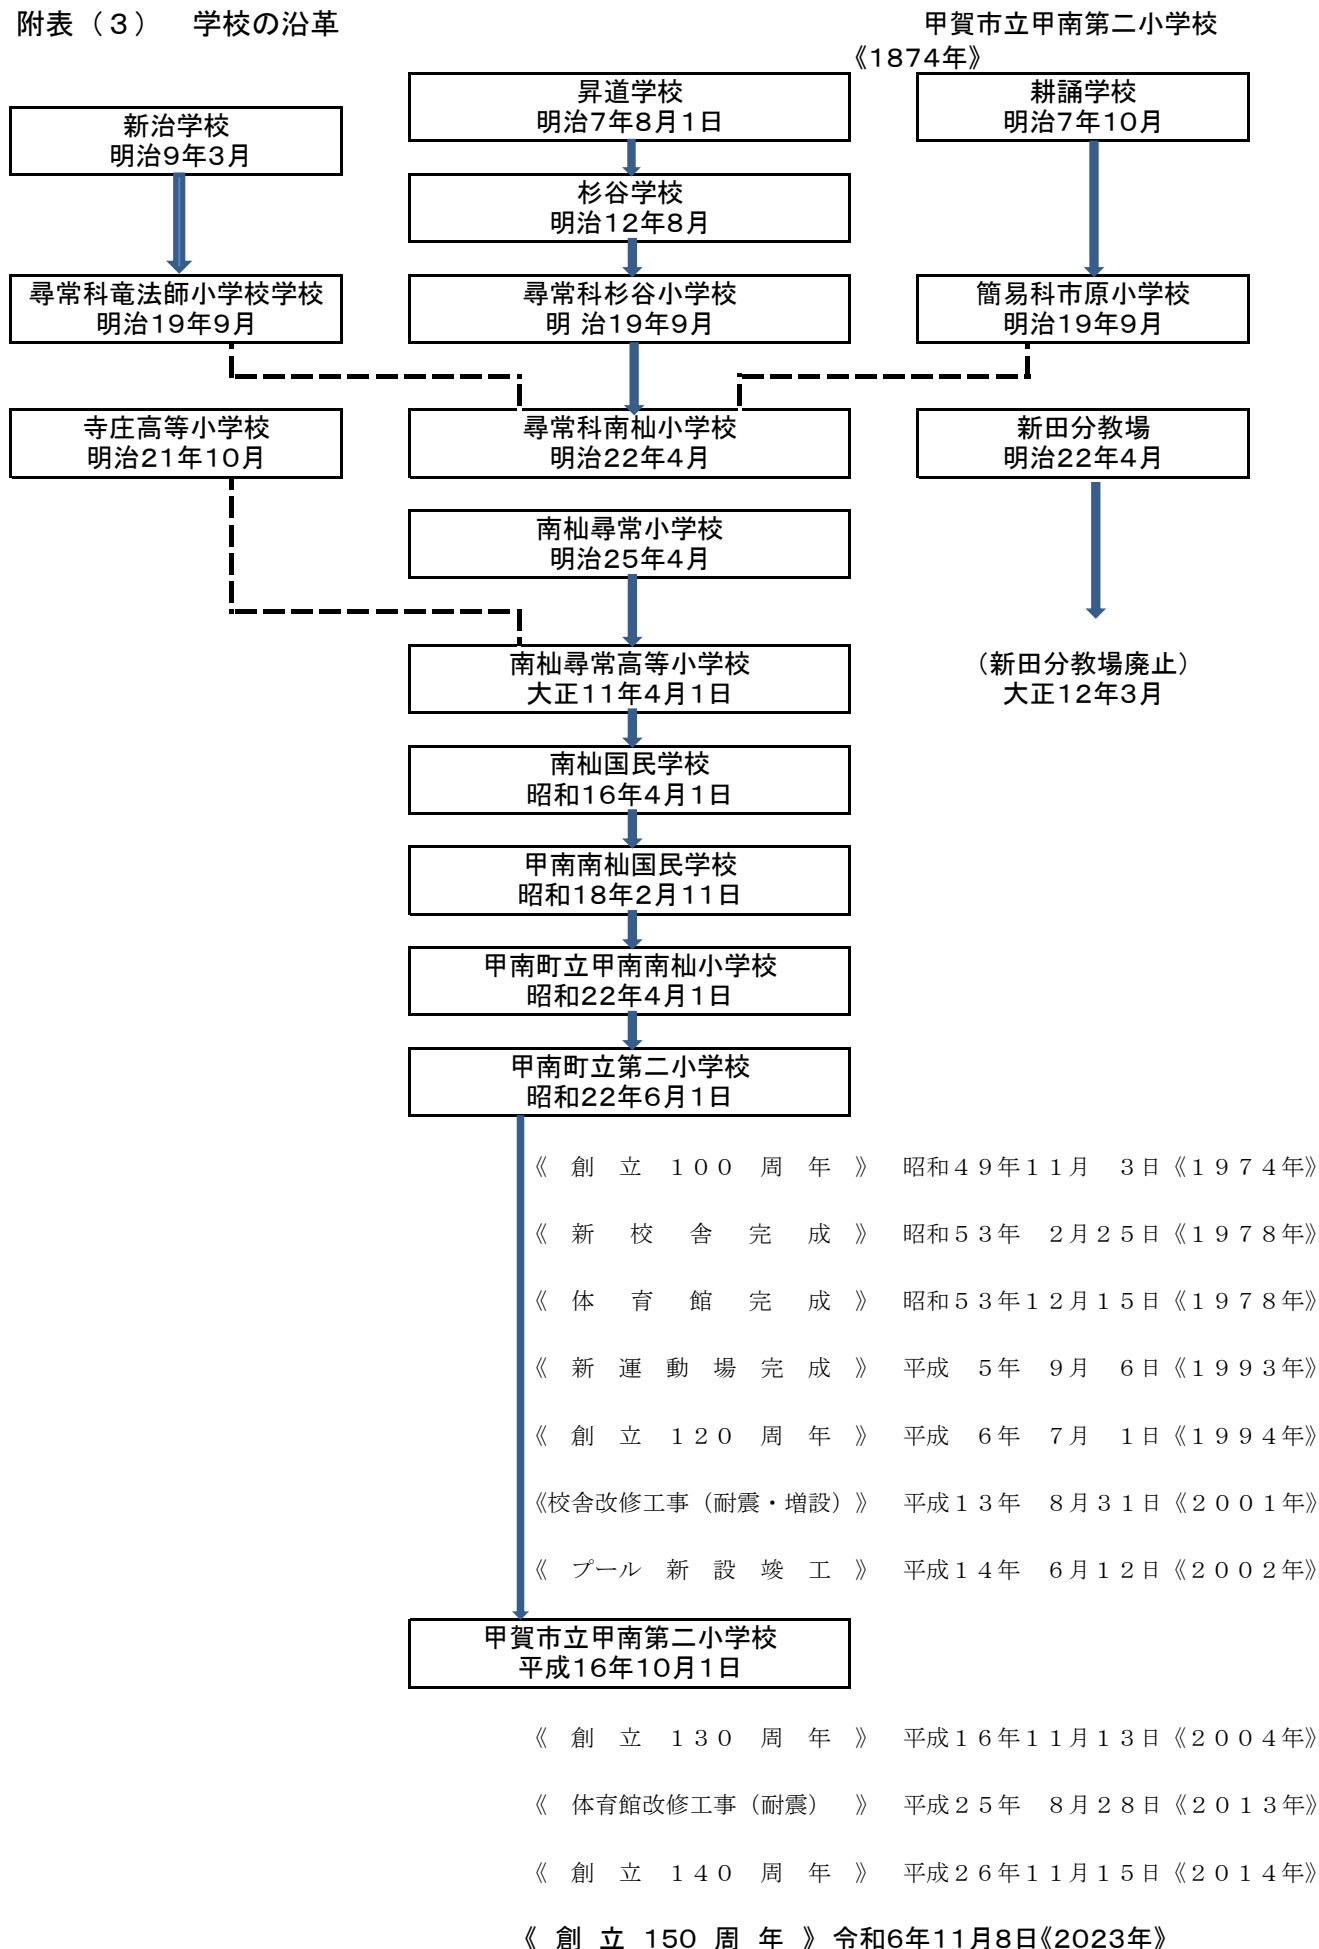 附表（３）　学校の沿革
甲賀市立甲南第二小学校
《1874年》
昇道学校
明治7年8月1日
耕誦学校
明治7年10月
新治学校
明治9年3月
杉谷学校
明治12年8月
尋常科竜法師小学校学校
明治19年9月
尋常科杉谷小学校
明 治19年9月
簡易科市原小学校
明治19年9月
寺庄高等小学校
明治21年10月
尋常科南杣小学校
明治22年4月
新田分教場
明治22年4月
南杣尋常小学校
明治25年4月
南杣尋常高等小学校
大正11年4月1日
（新田分教場廃止）
大正12年3月
南杣国民学校
昭和16年4月1日
甲南南杣国民学校
昭和18年2月11日
甲南町立甲南南杣小学校
昭和22年4月1日
甲南町立第二小学校
昭和22年6月1日
《　創　立　１００　周　年　》　昭和４９年１１月　３日《１９７４年》
《　新　校　舎　完　成　》　昭和５３年　２月２５日《１９７８年》
《　体　育　館　完　成　》　昭和５３年１２月１５日《１９７８年》
《　新　運　動　場　完　成　》　平成　５年　９月　６日《１９９３年》
《　創　立　１２０　周　年　》　平成　６年　７月　１日《１９９４年》
《校舎改修工事（耐震・増設）》　平成１３年　８月３１日《２００１年》
《　プール　新　設　竣　工　》　平成１４年　６月１２日《２００２年》
甲賀市立甲南第二小学校
平成16年10月1日
《　創　立　１３０　周　年　》　平成１６年１１月１３日《２００４年》
《　体育館改修工事（耐震）　》　平成２５年　８月２８日《２０１３年》
《　創　立　１４０　周　年　》　平成２６年１１月１５日《２０１４年》
《 創 立 150 周 年 》令和6年11月8日《2023年》